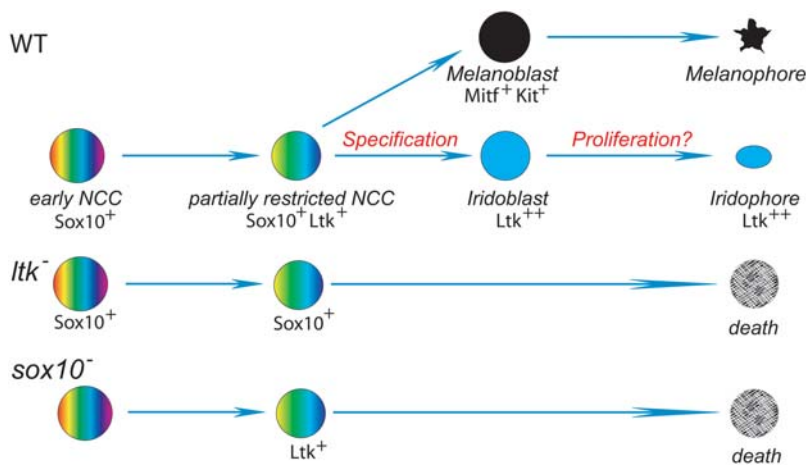 WT
Melanoblast
Mitf+ Kit+
Melanophore
Specification
Proliferation?
early NCC
Sox10+
partially restricted NCC
Sox10+ Ltk+
Iridoblast
Ltk++
Iridophore
Ltk++
ltk-
Sox10+
Sox10+
death
sox10-
Ltk+
death